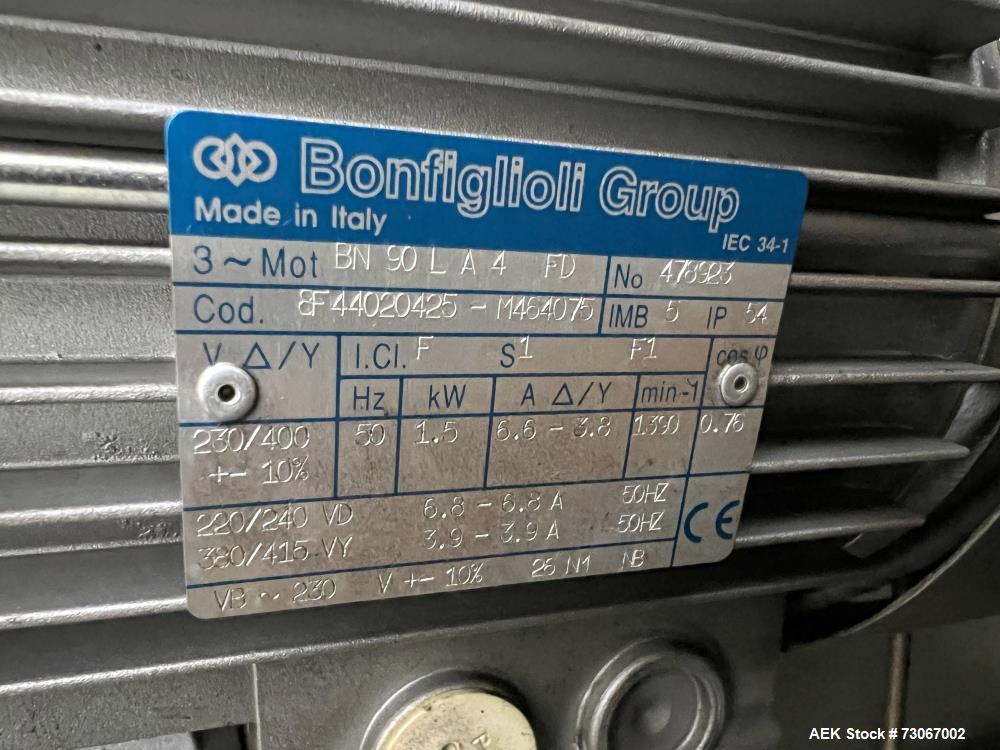 Bonfiglioli Group
Made in Italy
IEC 34-1
3~Mot BN 90 L A 4 FD No 478923
Cod. 8F44020425 - M464075 IMB 5 IP 54
V Δ/Y I.Cl. F S1 F1 cos φ
Hz kW A Δ/Y min-1
230/400 50 1.5 6.6 - 3.8 1390 0.76
+- 10%
220/240 VD 6.8 - 6.8 A 50HZ
380/415 VY 3.9 - 3.9 A 50HZ
CE
VB ~ 230 V +- 10% 26 NM NB
AEK Stock #73067002